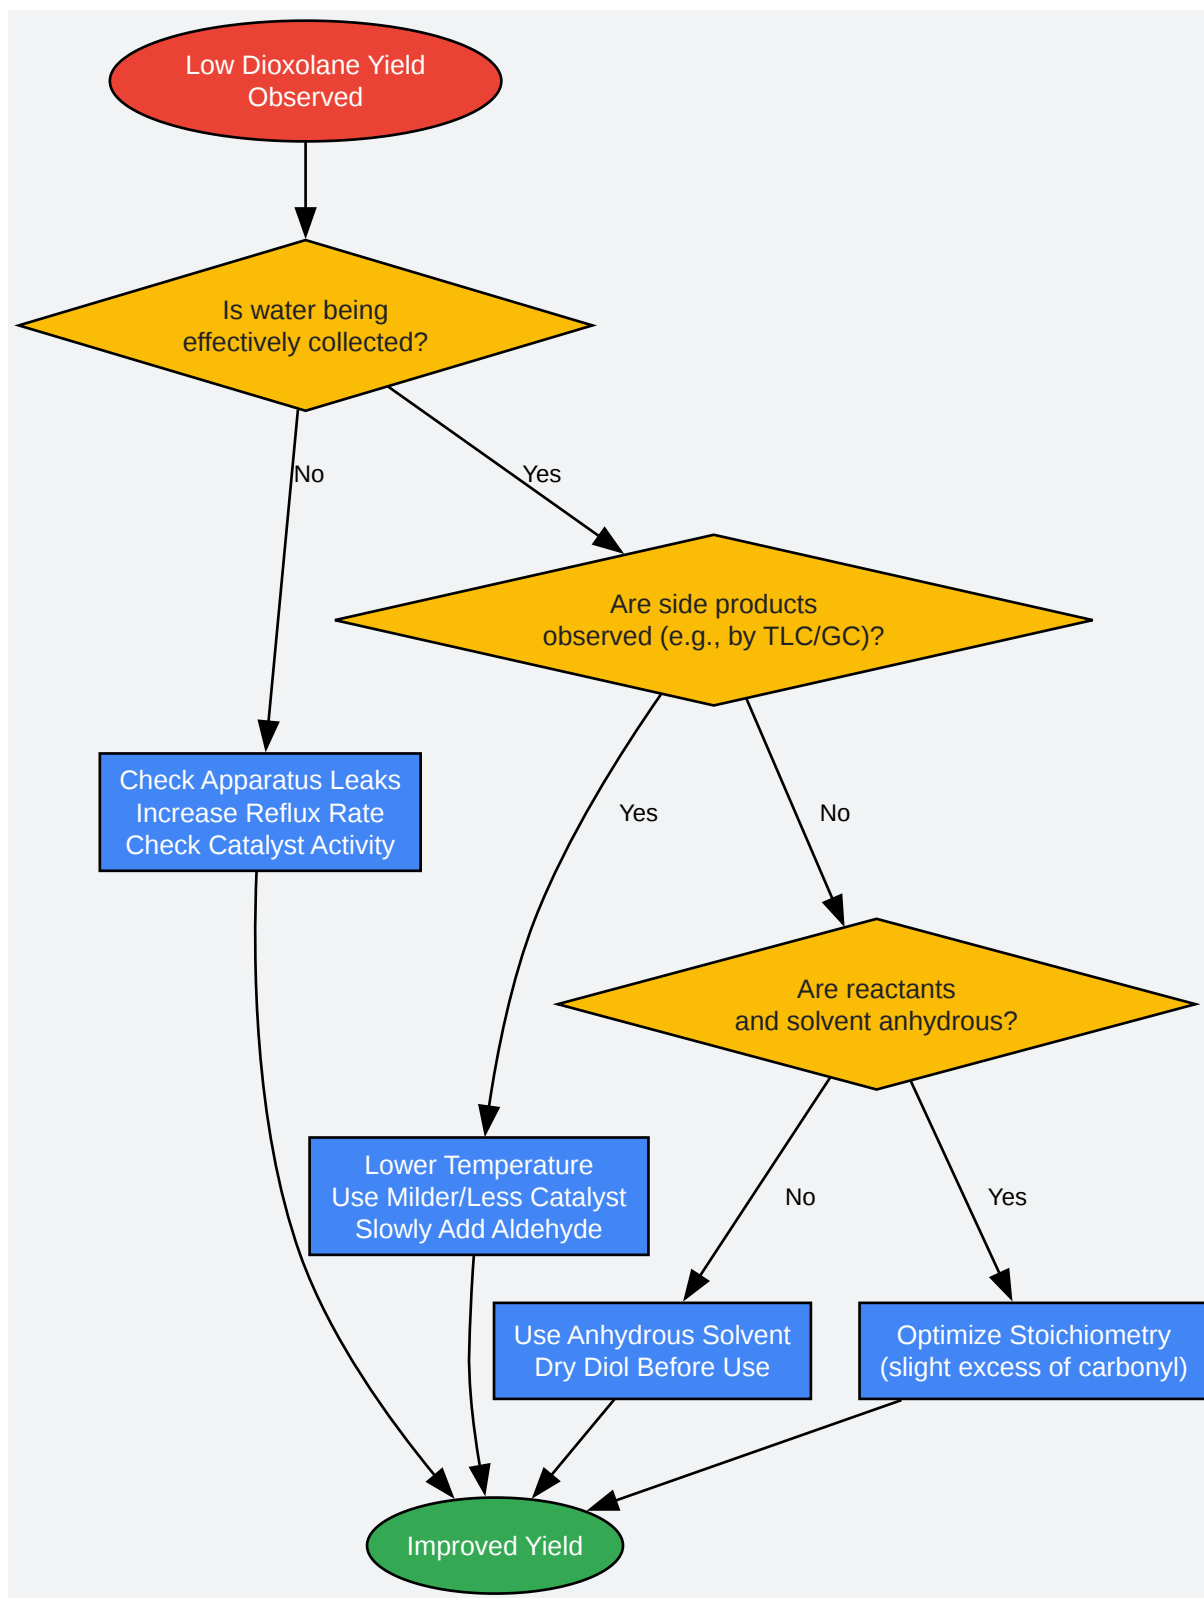 Low Dioxolane Yield
Observed
Is water being
effectively collected?
No
Yes
Are side products
observed (e.g., by TLC/GC)?
Check Apparatus Leaks
Increase Reflux Rate
Check Catalyst Activity
Yes
No
Are reactants
and solvent anhydrous?
Lower Temperature
Use Milder/Less Catalyst
Slowly Add Aldehyde
No
Yes
Use Anhydrous Solvent
Dry Diol Before Use
Optimize Stoichiometry
(slight excess of carbonyl)
Improved Yield